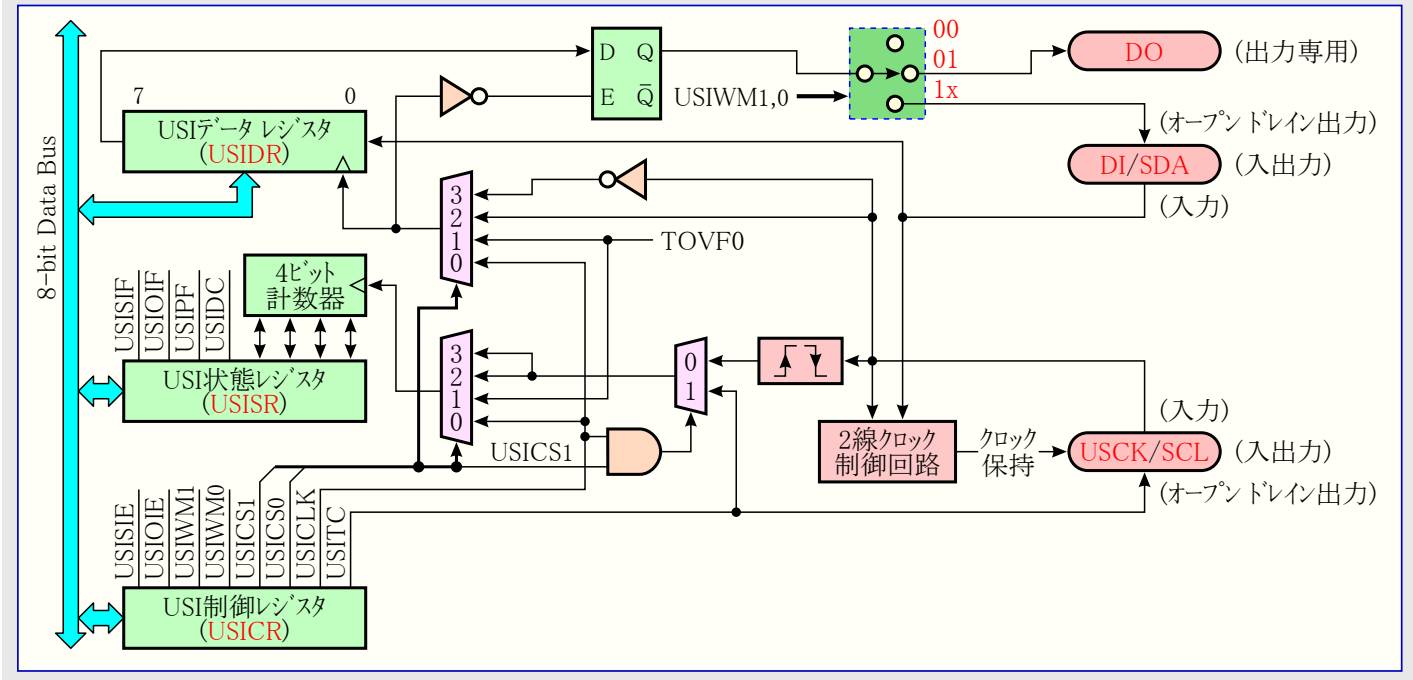 00
01
1x
DO
(出力専用)
D Q
E Q̅
USIWM1,0
7 0
USIデータ レジスタ
(USIDR)
(オープンドレイン出力)
DI/SDA
(入出力)
(入力)
8-bit Data Bus
3
2
1
0
TOVF0
USISIF
USIOIF
USIPF
USIDC
4ビット
計数器
USI状態レジスタ
(USISR)
3
2
1
0
0
1
USICS1
2線クロック
制御回路
クロック
保持
(入力)
USCK/SCL
(入出力)
(オープンドレイン出力)
USISIE
USIOIE
USIWM1
USIWM0
USICS1
USICS0
USICLK
USITC
USI制御レジスタ
(USICR)